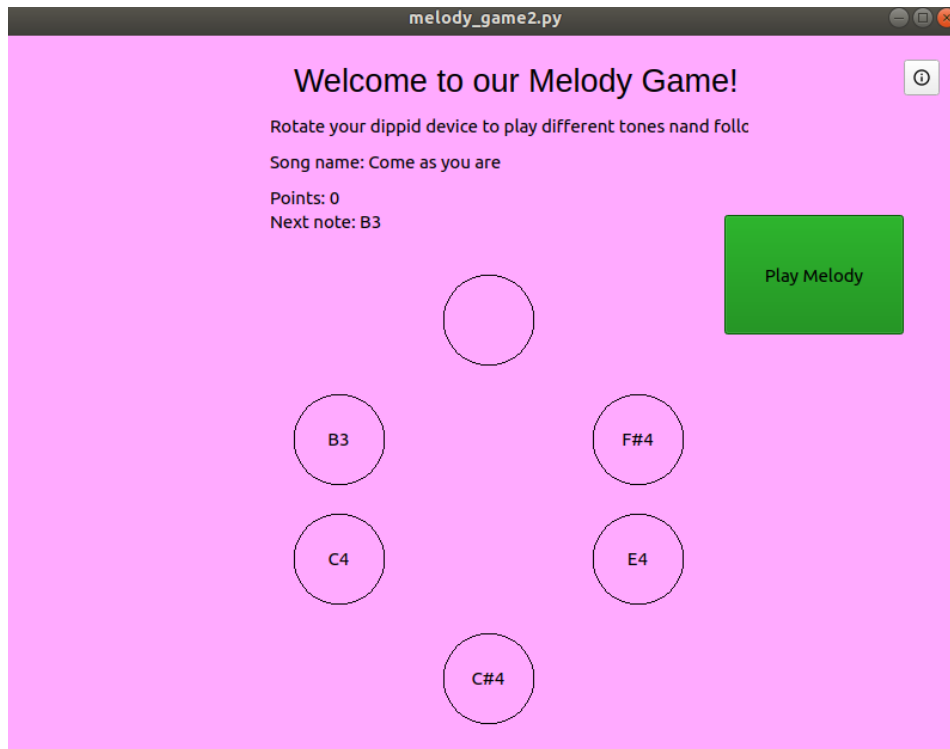 melody_game2.py
Welcome to our Melody Game!
Rotate your dippid device to play different tones nand follc
Song name: Come as you are
Points: 0
Next note: B3
Play Melody
B3
F#4
C4
E4
C#4